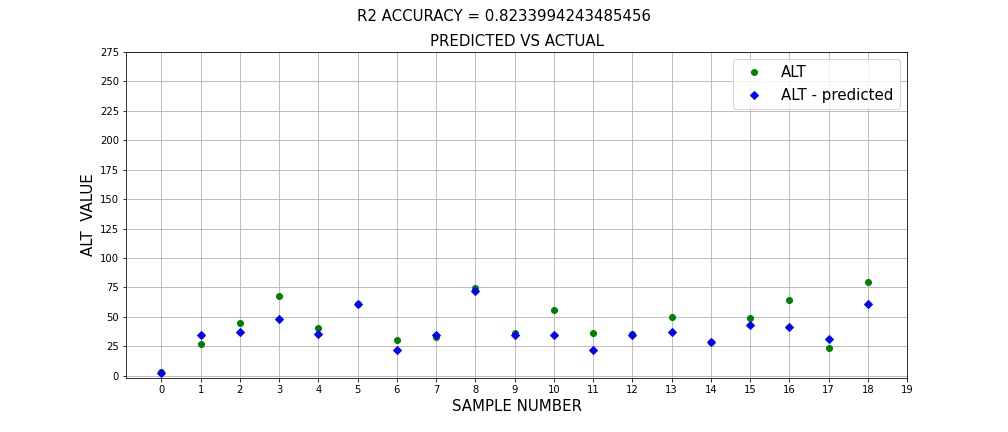 R2 ACCURACY = 0.8233994243485456
PREDICTED VS ACTUAL
275
250
225
200
175
150
125
100
75
50
25
0
ALT VALUE
ALT
ALT - predicted
0 1 2 3 4 5 6 7 8 9 10 11 12 13 14 15 16 17 18 19
SAMPLE NUMBER